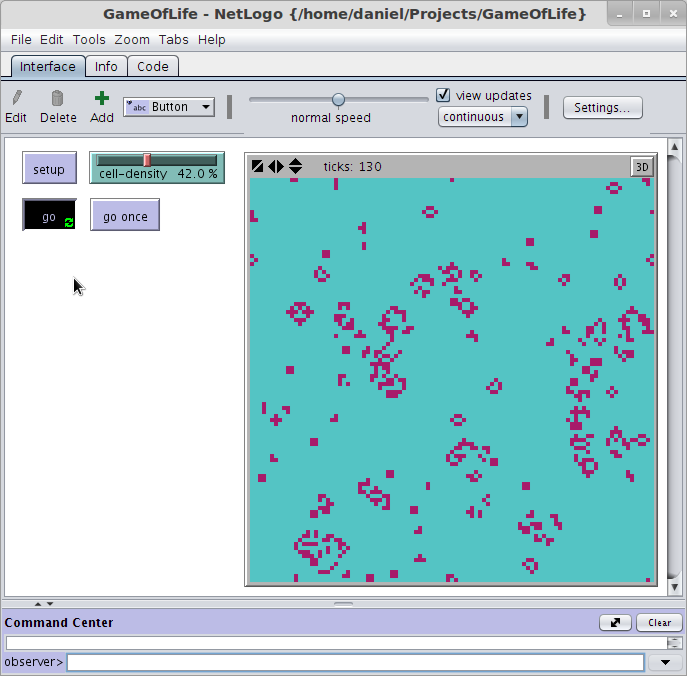 GameOfLife - NetLogo {/home/daniel/Projects/GameOfLife}
File Edit Tools Zoom Tabs Help
Interface Info Code
Edit Delete Add abc Button normal speed view updates continuous Settings...
setup cell-density 42.0 % ticks: 130 3D
go go once
Command Center Clear
observer>